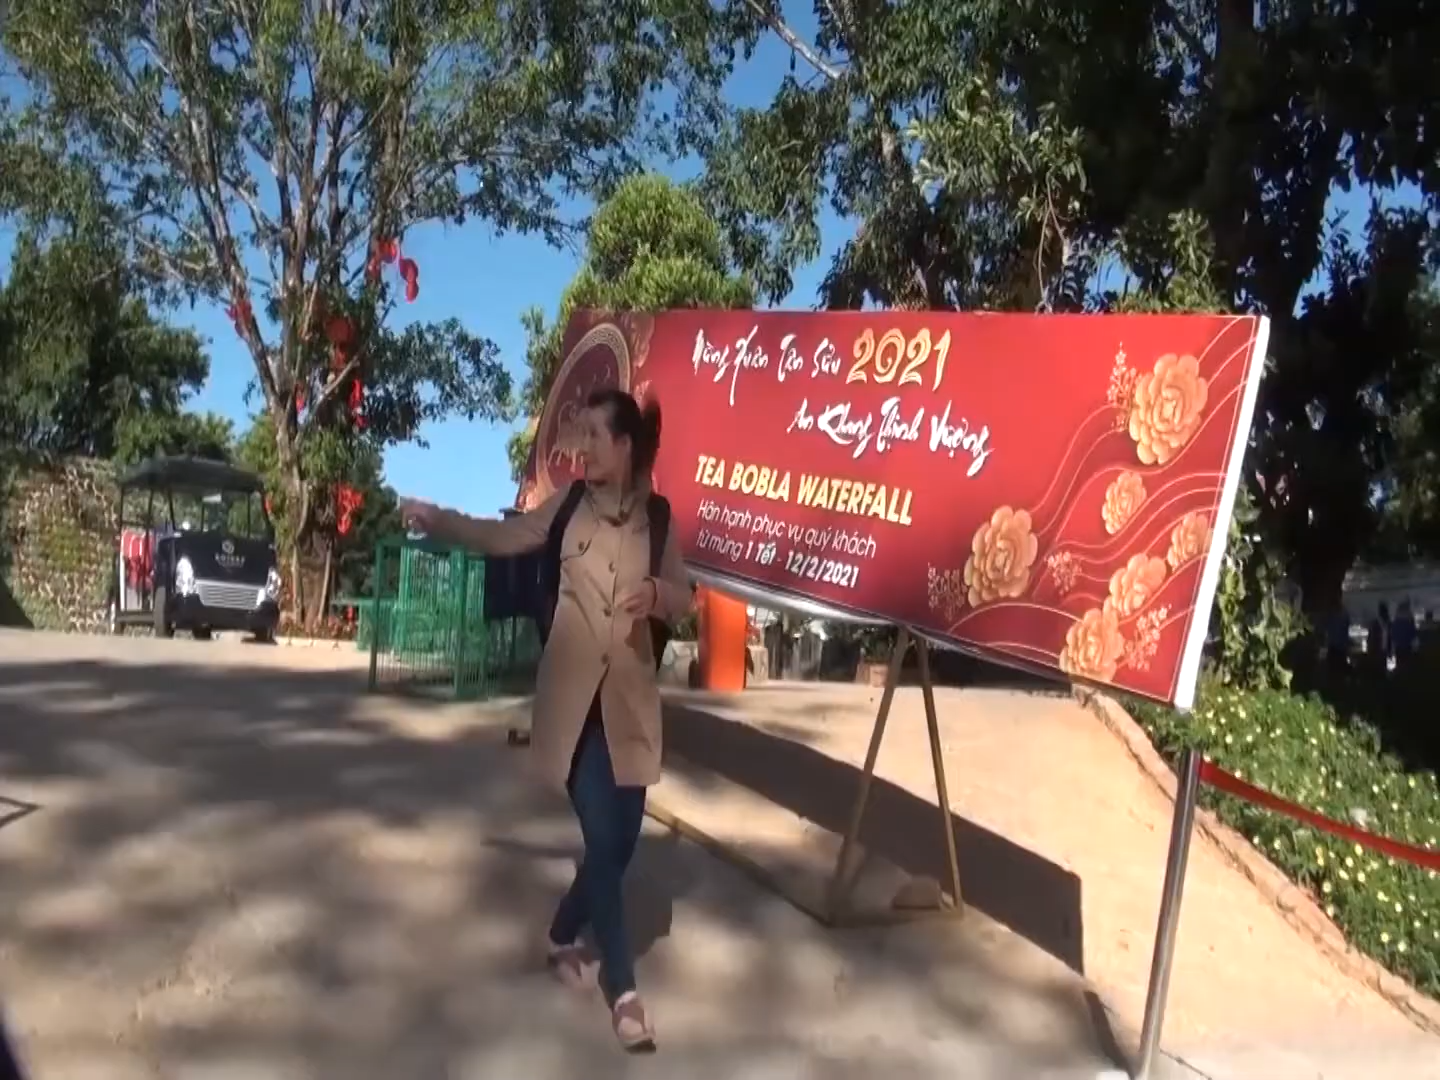 Mừng Xuân Tân Sửu 2021
An Khang Thịnh Vượng
TEA BOBLA WATERFALL
Hân hạnh phục vụ quý khách
từ mùng 1 Tết - 12/2/2021